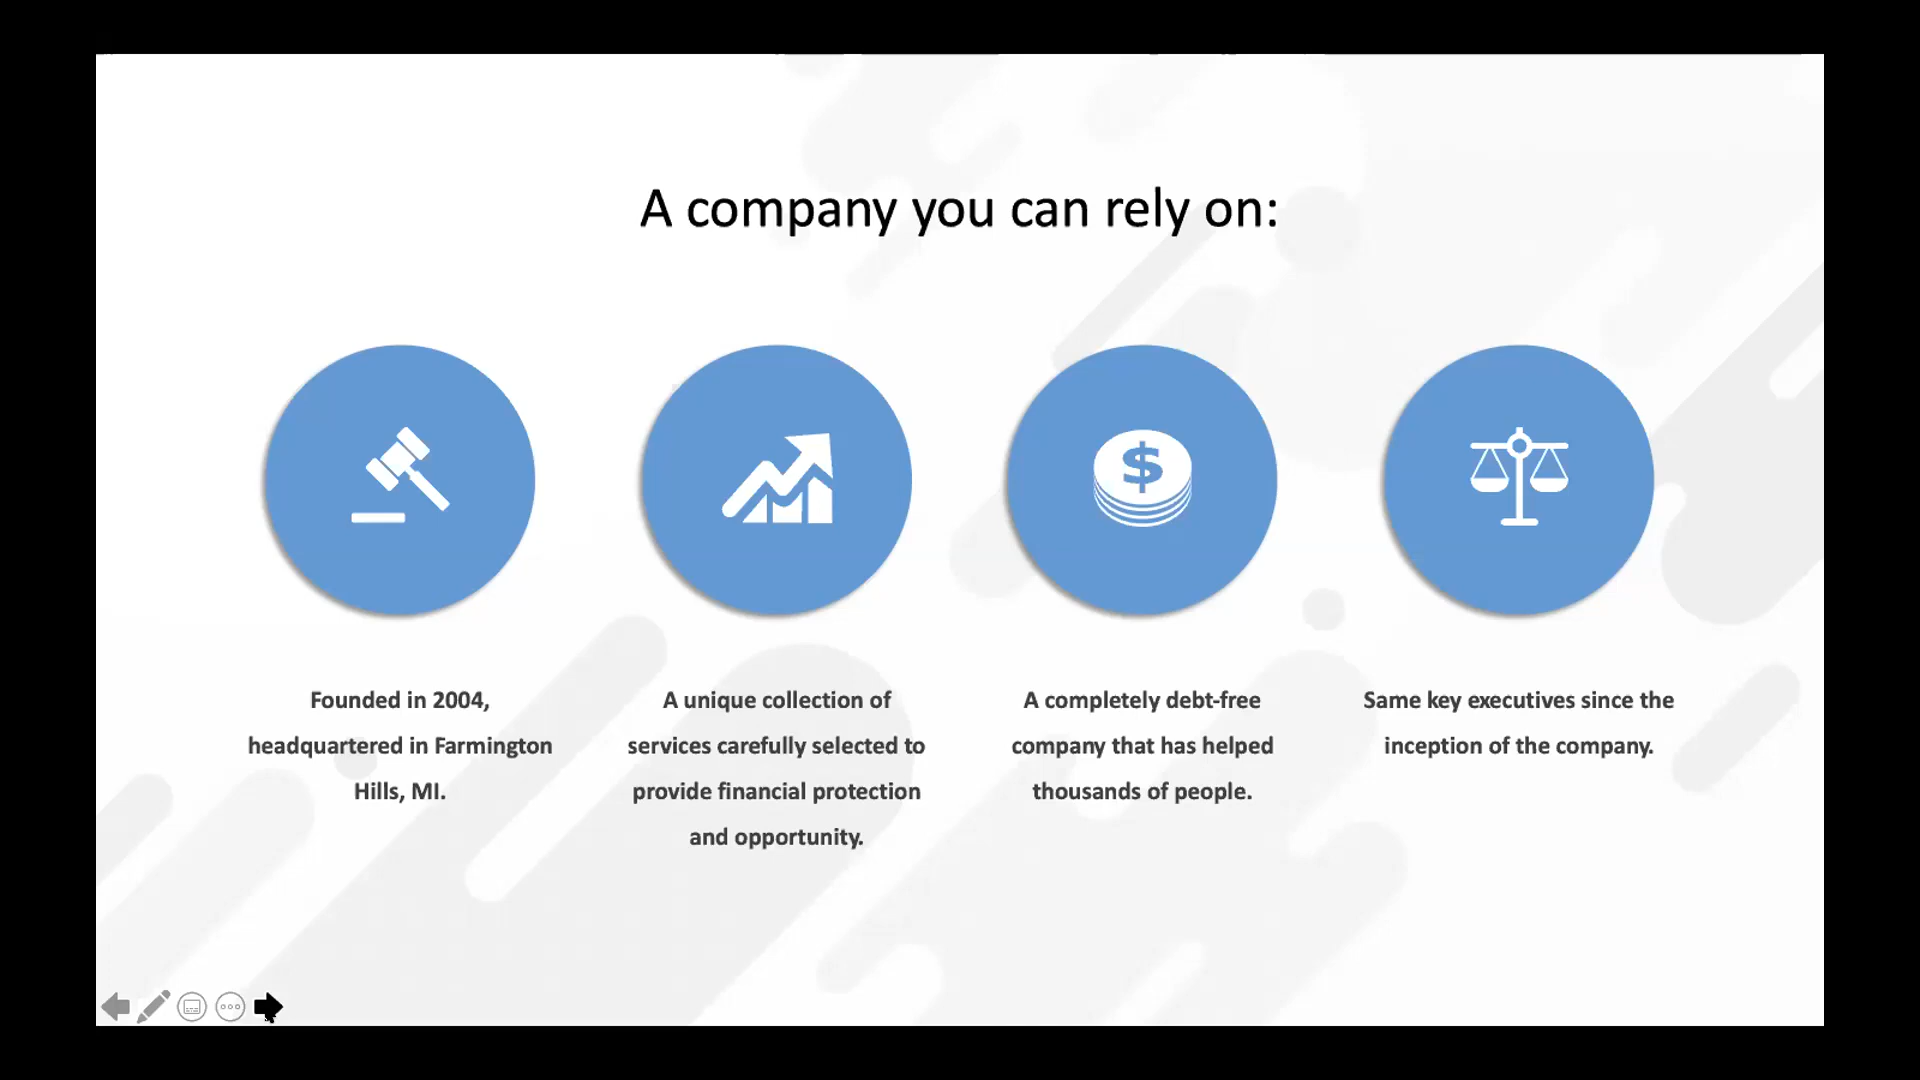 A company you can rely on:
$
Founded in 2004,
headquartered in Farmington
Hills, MI.
A unique collection of
services carefully selected to
provide financial protection
and opportunity.
A completely debt-free
company that has helped
thousands of people.
Same key executives since the
inception of the company.